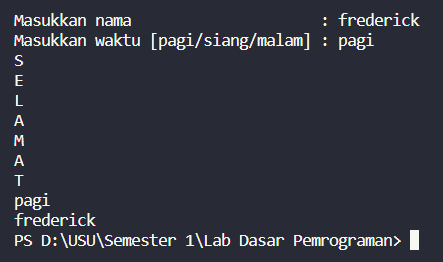 Masukkan nama                     : frederick
Masukkan waktu [pagi/siang/malam] : pagi
S
E
L
A
M
A
T
pagi
frederick
PS D:\USU\Semester 1\Lab Dasar Pemrograman>